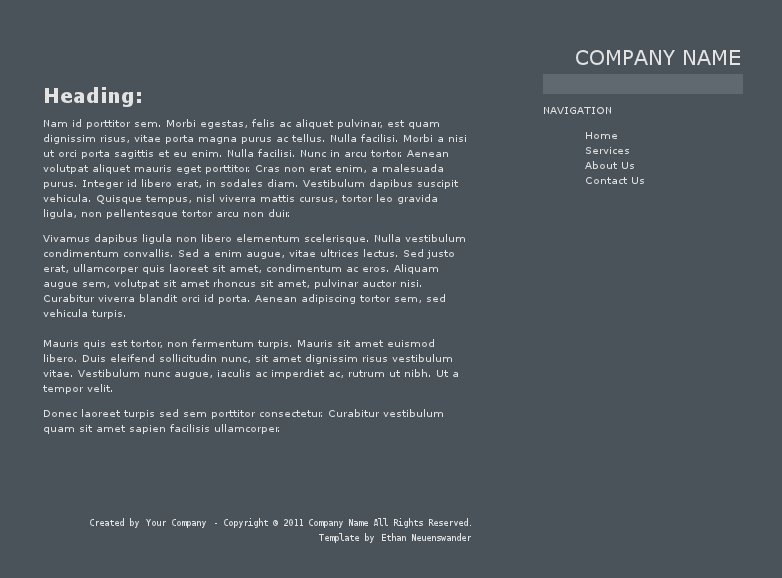 COMPANY NAME
Heading:
Nam id porttitor sem. Morbi egestas, felis ac aliquet pulvinar, est quam
dignissim risus, vitae porta magna purus ac tellus. Nulla facilisi. Morbi a nisi
ut orci porta sagittis et eu enim. Nulla facilisi. Nunc in arcu tortor. Aenean
volutpat aliquet mauris eget porttitor. Cras non erat enim, a malesuada
purus. Integer id libero erat, in sodales diam. Vestibulum dapibus suscipit
vehicula. Quisque tempus, nisl viverra mattis cursus, tortor leo gravida
ligula, non pellentesque tortor arcu non dui.
Vivamus dapibus ligula non libero elementum scelerisque. Nulla vestibulum
condimentum convallis. Sed a enim augue, vitae ultrices lectus. Sed justo
erat, ullamcorper quis laoreet sit amet, condimentum ac eros. Aliquam
augue sem, volutpat sit amet rhoncus sit amet, pulvinar auctor nisi.
Curabitur viverra blandit orci id porta. Aenean adipiscing tortor sem, sed
vehicula turpis.
Mauris quis est tortor, non fermentum turpis. Mauris sit amet euismod
libero. Duis eleifend sollicitudin nunc, sit amet dignissim risus vestibulum
vitae. Vestibulum nunc augue, iaculis ac imperdiet ac, rutrum ut nibh. Ut a
tempor velit.
Donec laoreet turpis sed sem porttitor consectetur. Curabitur vestibulum
quam sit amet sapien facilisis ullamcorper.
NAVIGATION
Home
Services
About Us
Contact Us
Created by Your Company - Copyright © 2011 Company Name All Rights Reserved.
Template by Ethan Neuenswander